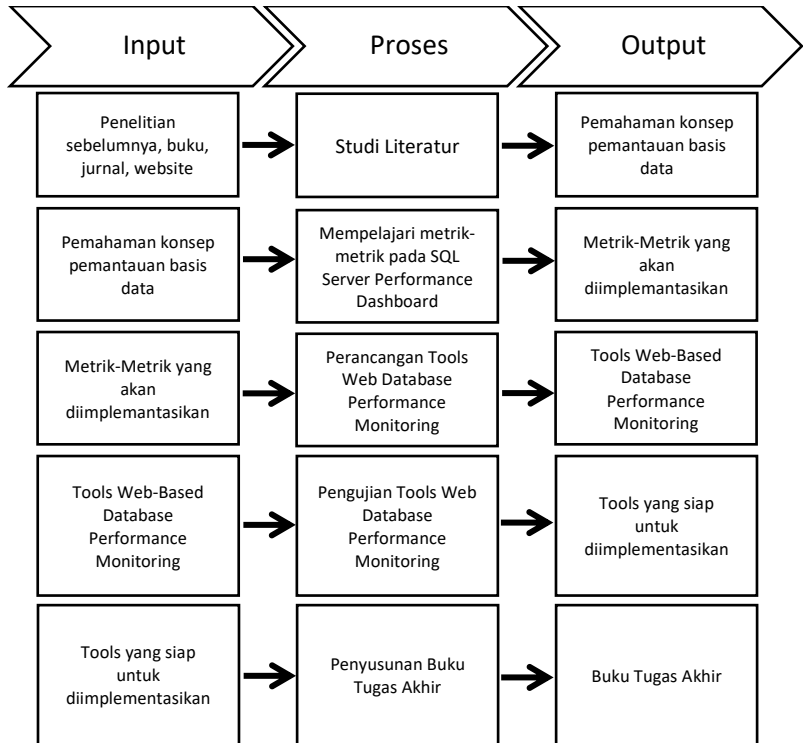 Input
Proses
Output
Penelitian
sebelumnya, buku,
jurnal, website
Studi Literatur
Pemahaman konsep
pemantauan basis
data
Pemahaman konsep
pemantauan basis
data
Mempelajari metrik-
metrik pada SQL
Server Performance
Dashboard
Metrik-Metrik yang
akan
diimplemantasikan
Metrik-Metrik yang
akan
diimplemantasikan
Perancangan Tools
Web Database
Performance
Monitoring
Tools Web-Based
Database
Performance
Monitoring
Tools Web-Based
Database
Performance
Monitoring
Pengujian Tools Web
Database
Performance
Monitoring
Tools yang siap
untuk
diimplementasikan
Tools yang siap
untuk
diimplementasikan
Penyusunan Buku
Tugas Akhir
Buku Tugas Akhir